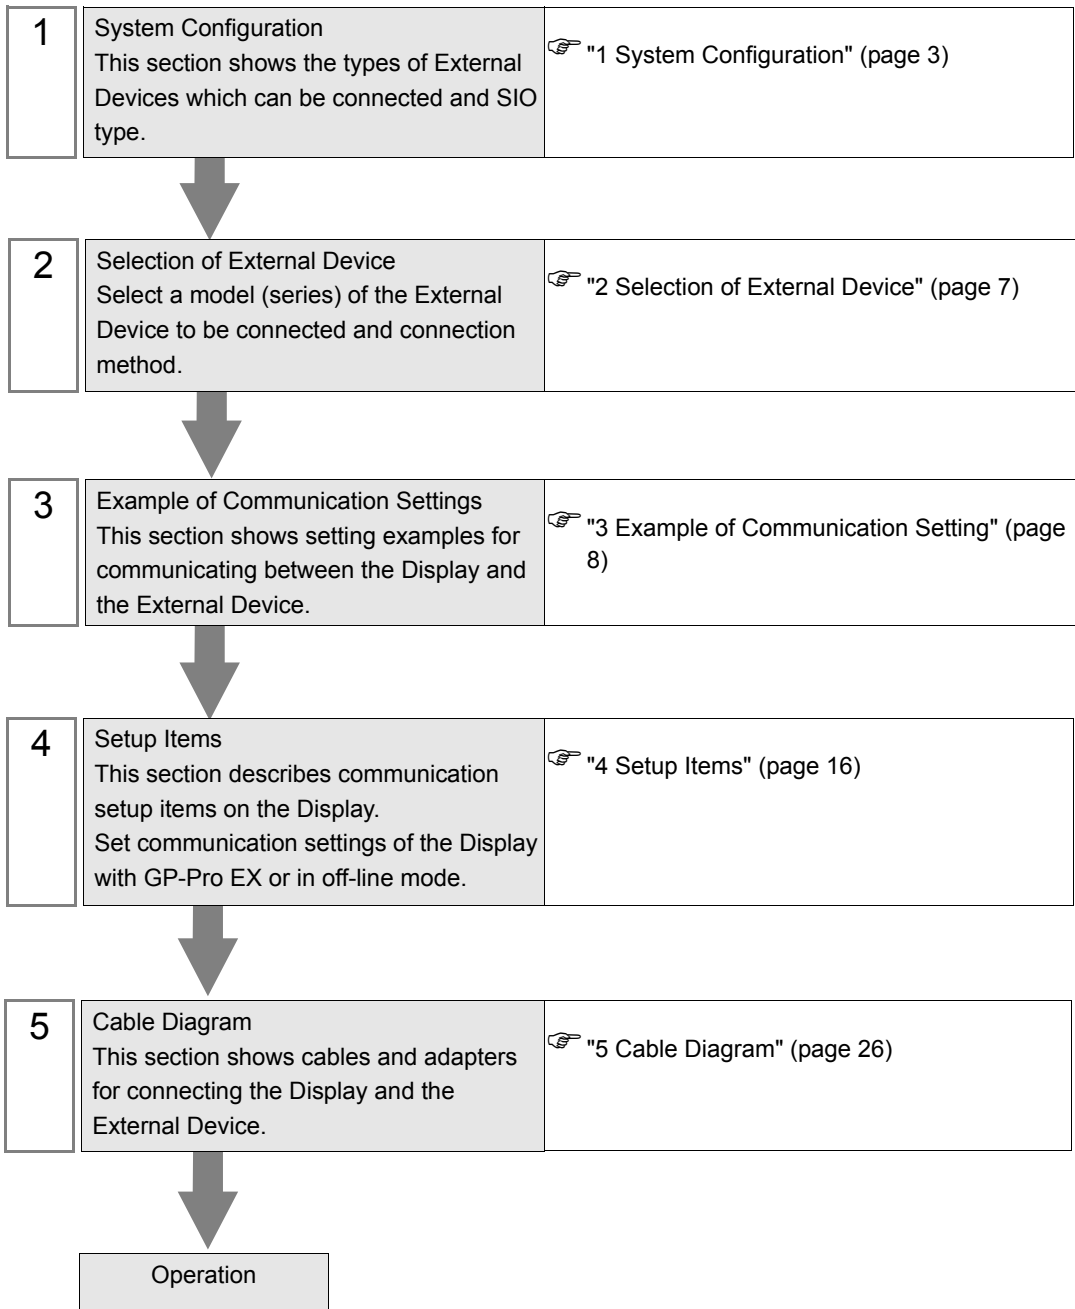 1
System Configuration
This section shows the types of External
Devices which can be connected and SIO
type.
"1 System Configuration" (page 3)
2
Selection of External Device
Select a model (series) of the External
Device to be connected and connection
method.
"2 Selection of External Device" (page 7)
3
Example of Communication Settings
This section shows setting examples for
communicating between the Display and
the External Device.
"3 Example of Communication Setting" (page
8)
4
Setup Items
This section describes communication
setup items on the Display.
Set communication settings of the Display
with GP-Pro EX or in off-line mode.
"4 Setup Items" (page 16)
5
Cable Diagram
This section shows cables and adapters
for connecting the Display and the
External Device.
"5 Cable Diagram" (page 26)
Operation